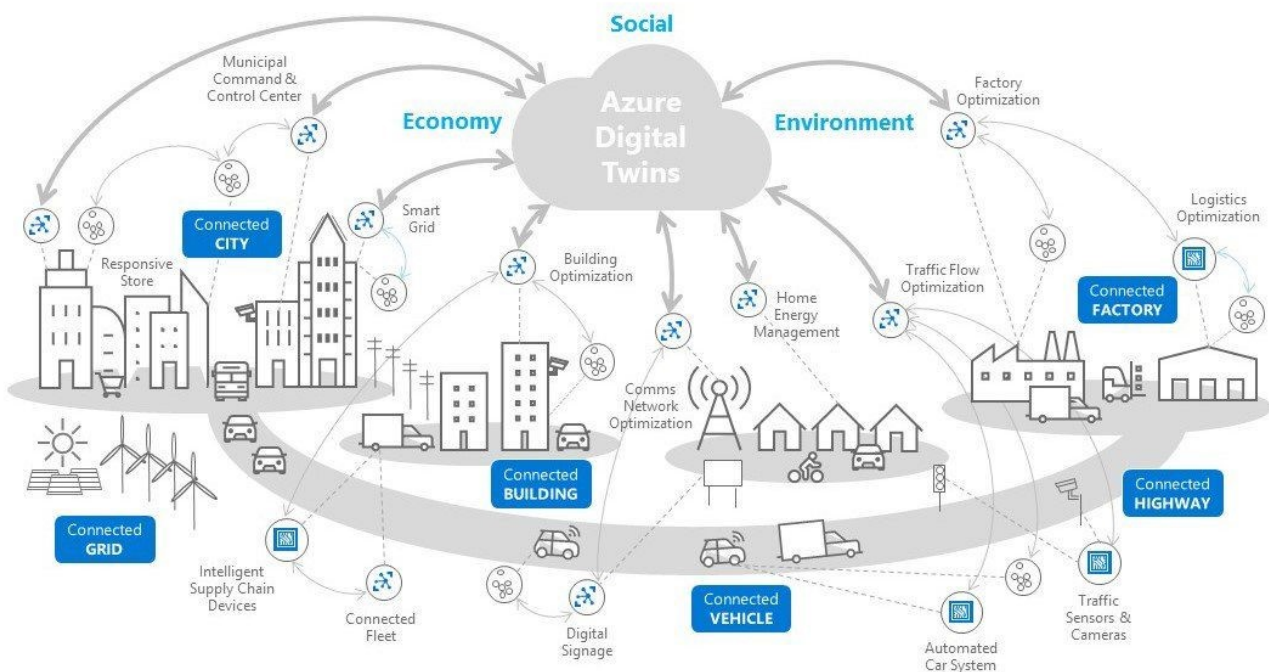 Social
Municipal
Command &
Control Center
Factory
Optimization
Azure
Digital
Twins
Economy
Environment
Connected
CITY
Smart
Grid
Logistics
Optimization
Responsive
Store
Building
Optimization
Traffic Flow
Optimization
Connected
FACTORY
Home
Energy
Management
Comms
Network
Optimization
Connected
BUILDING
Connected
HIGHWAY
Connected
GRID
Intelligent
Supply Chain
Devices
Connected
Fleet
Digital
Signage
Connected
VEHICLE
Automated
Car System
Traffic
Sensors &
Cameras